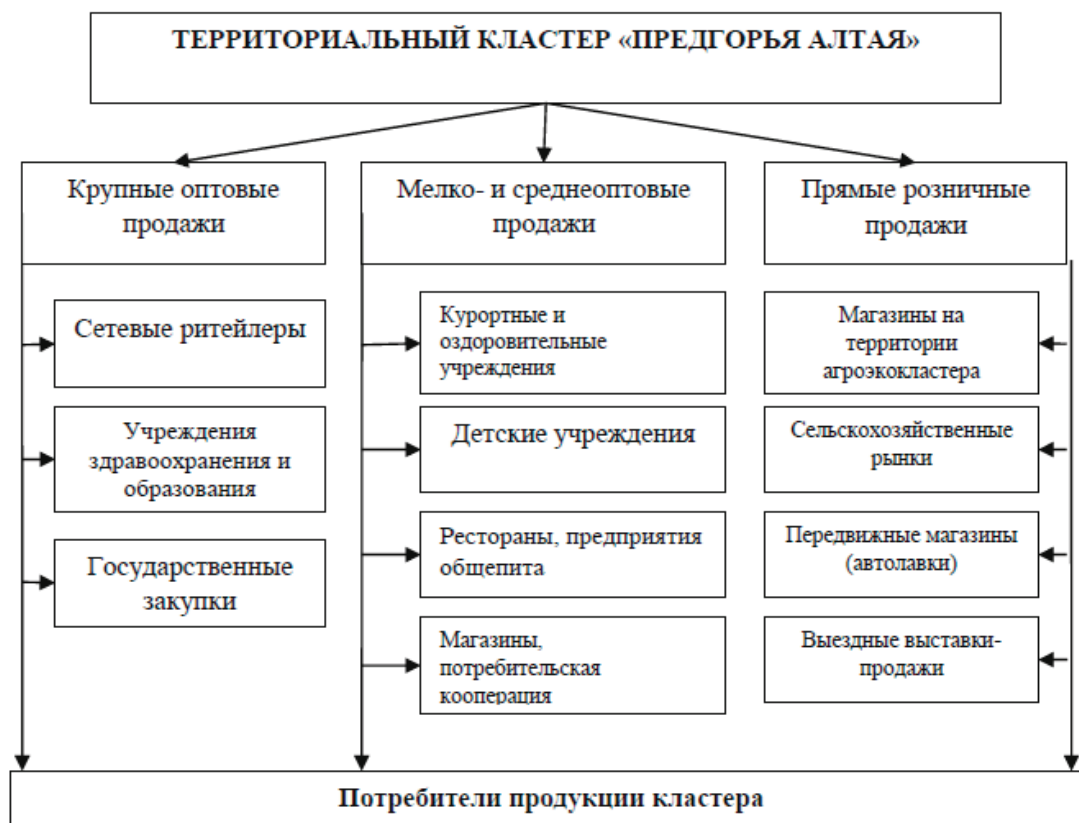 ТЕРРИТОРИАЛЬНЫЙ КЛАСТЕР «ПРЕДГОРЬЯ АЛТАЯ»
Крупные оптовые
продажи
Сетевые ритейлеры
Учреждения
здравоохранения и
образования
Государственные
закупки
Мелко- и среднеоптовые
продажи
Курортные и
оздоровительные
учреждения
Детские учреждения
Рестораны, предприятия
общепита
Магазины,
потребительская
кооперация
Прямые розничные
продажи
Магазины на
территории
агроэкокластера
Сельскохозяйственные
рынки
Передвижные магазины
(автолавки)
Выездные выставки-
продажи
Потребители продукции кластера